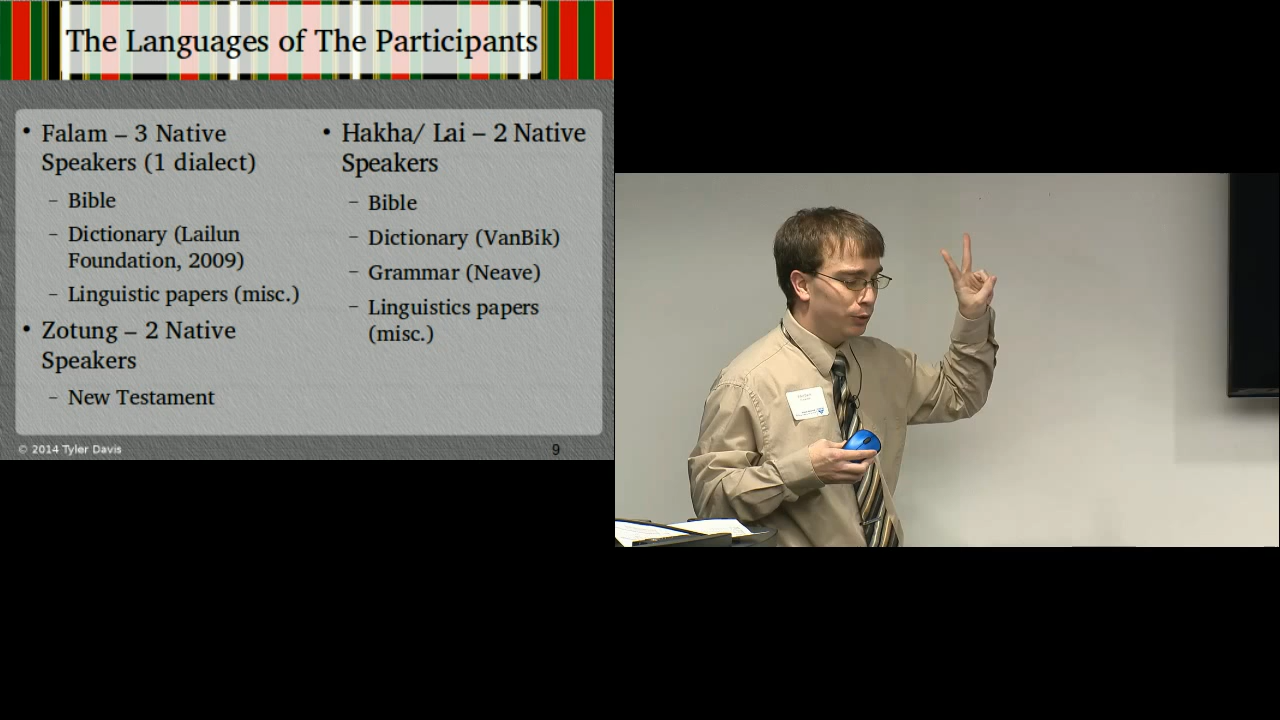 The Languages of The Participants
• Falam – 3 Native
Speakers (1 dialect)
– Bible
– Dictionary (Lailun
Foundation, 2009)
– Linguistic papers (misc.)
• Zotung – 2 Native
Speakers
– New Testament
• Hakha/ Lai – 2 Native
Speakers
– Bible
– Dictionary (VanBik)
– Grammar (Neave)
– Linguistics papers
(misc.)
© 2014 Tyler Davis
9